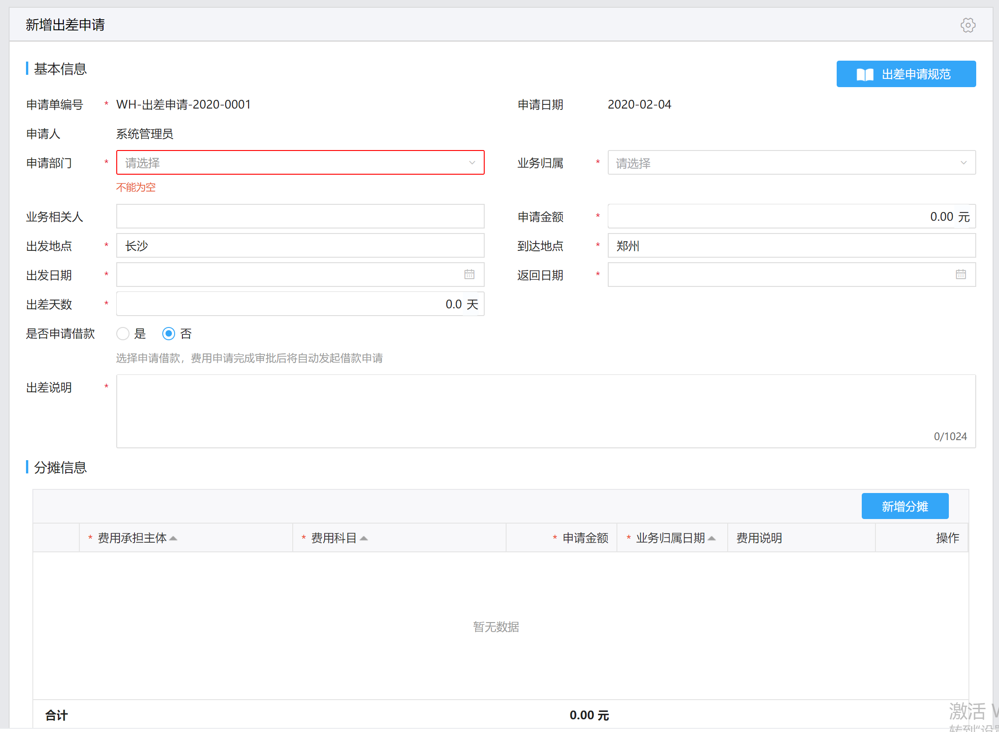 新增出差申请
基本信息
出差申请规范
申请单编号 * WH-出差申请-2020-0001 申请日期 2020-02-04
申请人 系统管理员
申请部门 * 请选择 业务归属 * 请选择
不能为空
业务相关人 申请金额 * 0.00 元
出发地点 * 长沙 到达地点 * 郑州
出发日期 * 返回日期 *
出差天数 * 0.0 天
是否申请借款 是 否
选择申请借款，费用申请完成审批后将自动发起借款申请
出差说明 *
0/1024
分摊信息
新增分摊
* 费用承担主体 * 费用科目 * 申请金额 * 业务归属日期 费用说明 操作
暂无数据
合计 0.00 元
激活 W
转到"设